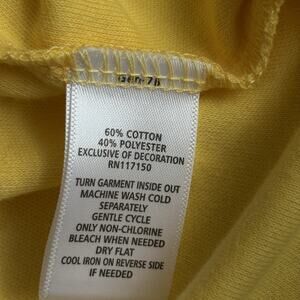 60% COTTON
40% POLYESTER
EXCLUSIVE OF DECORATION
RN117150
TURN GARMENT INSIDE OUT
MACHINE WASH COLD
SEPARATELY
GENTLE CYCLE
ONLY NON-CHLORINE
BLEACH WHEN NEEDED
DRY FLAT
COOL IRON ON REVERSE SIDE
IF NEEDED